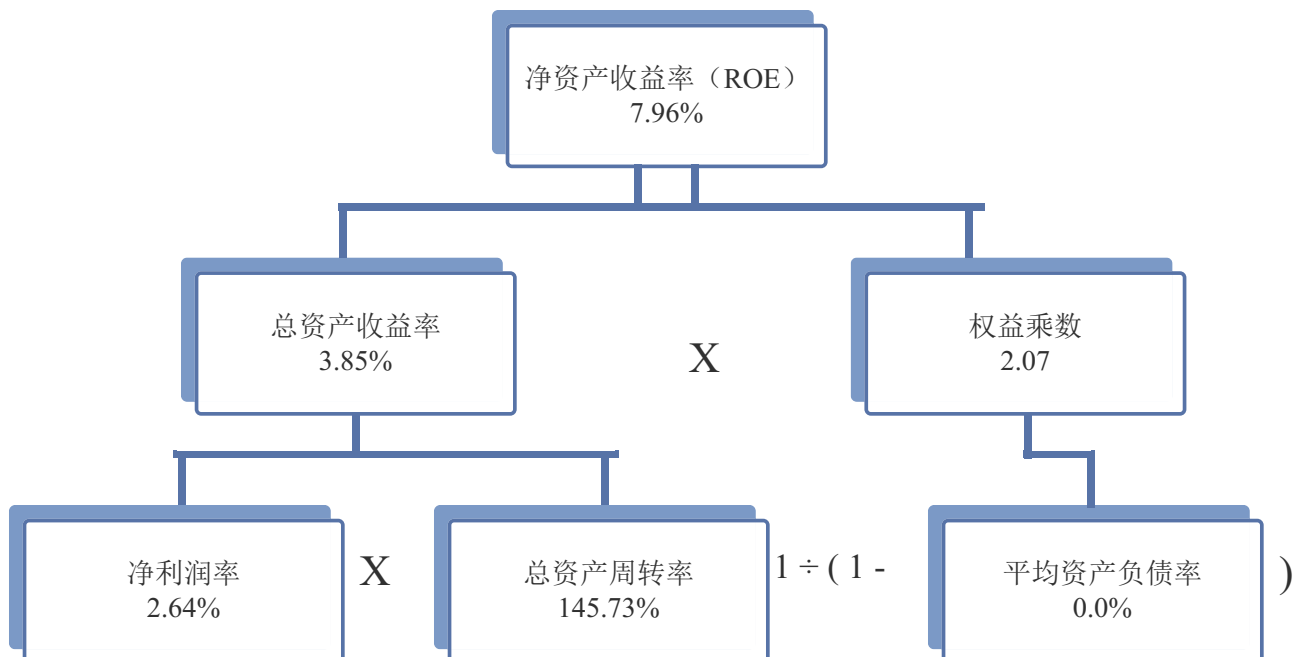 净资产收益率（ROE）
7.96%
总资产收益率
3.85%
X
权益乘数
2.07
净利润率
2.64%
X
总资产周转率
145.73%
1 ÷ ( 1 -
平均资产负债率
0.0%
)